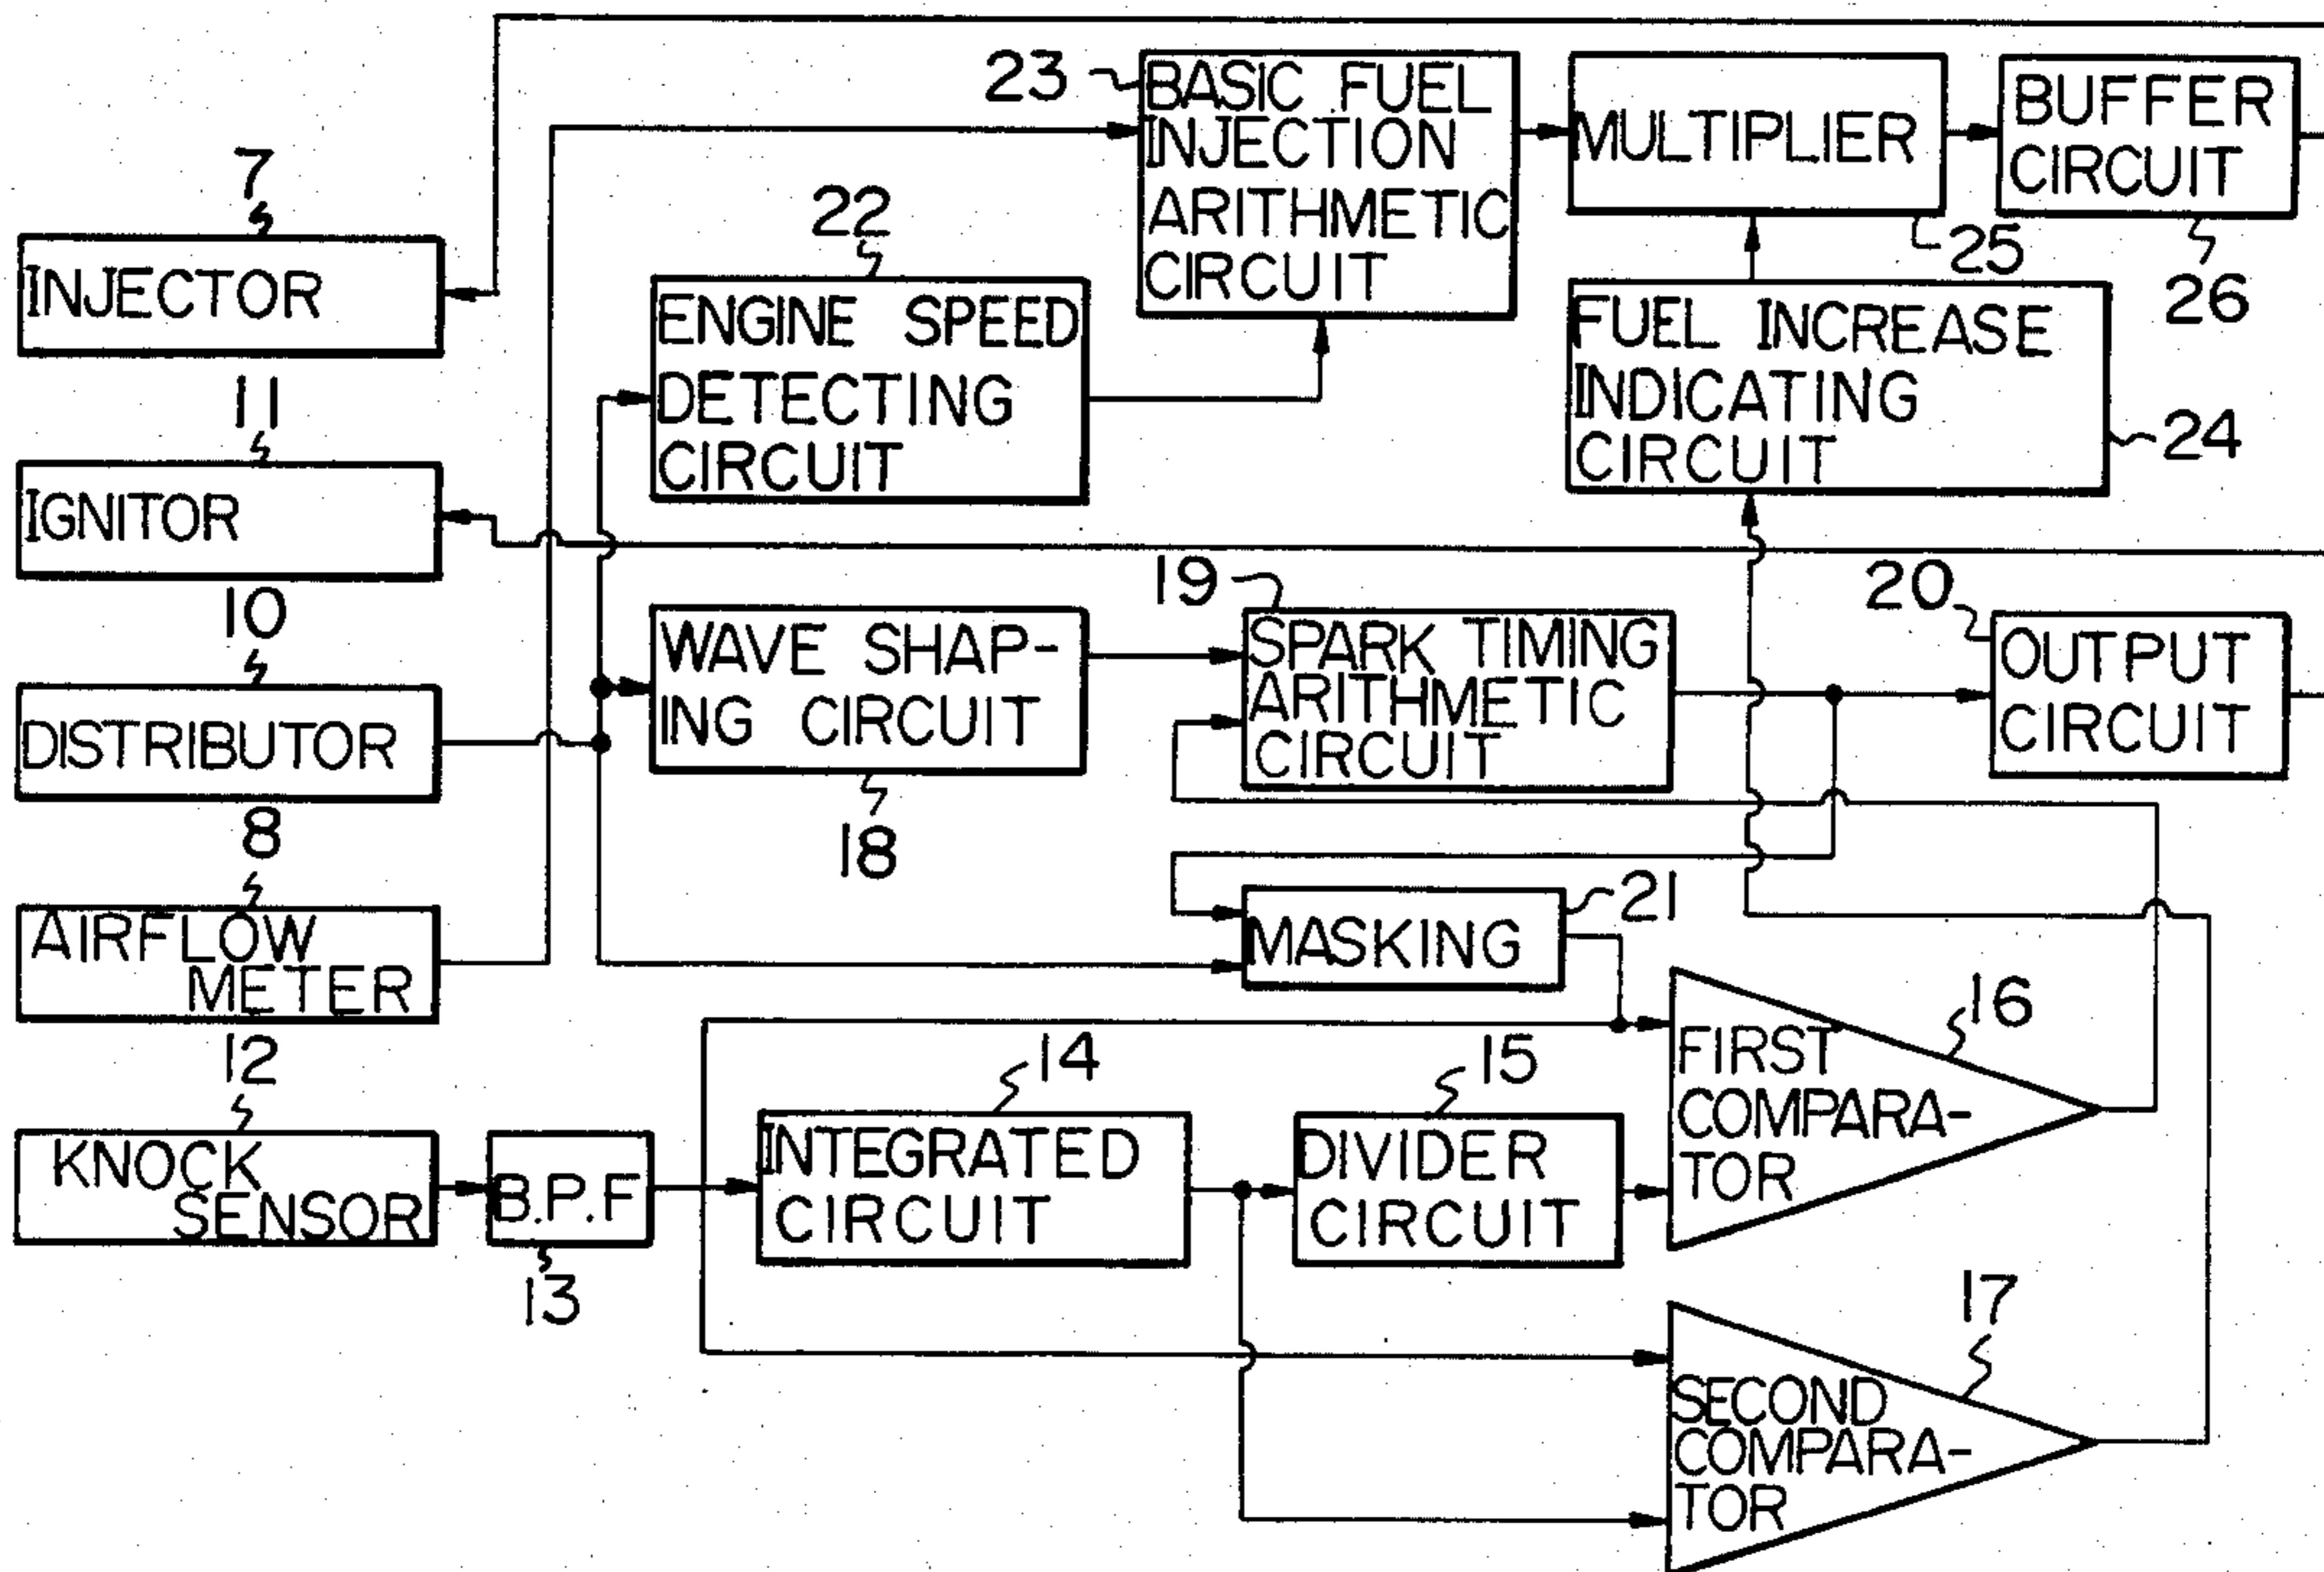 23
BASIC FUEL
INJECTION
ARITHMETIC
CIRCUIT
MULTIPLIER
25
BUFFER
CIRCUIT
26
7
INJECTOR
22
ENGINE SPEED
DETECTING
CIRCUIT
FUEL INCREASE
INDICATING
CIRCUIT
24
11
IGNITOR
10
DISTRIBUTOR
WAVE SHAP-
ING CIRCUIT
18
19
SPARK TIMING
ARITHMETIC
CIRCUIT
20
OUTPUT
CIRCUIT
8
AIRFLOW
METER
MASKING
21
12
KNOCK
SENSOR
B.P.F
13
14
INTEGRATED
CIRCUIT
15
DIVIDER
CIRCUIT
16
FIRST
COMPARA-
TOR
17
SECOND
COMPARA-
TOR